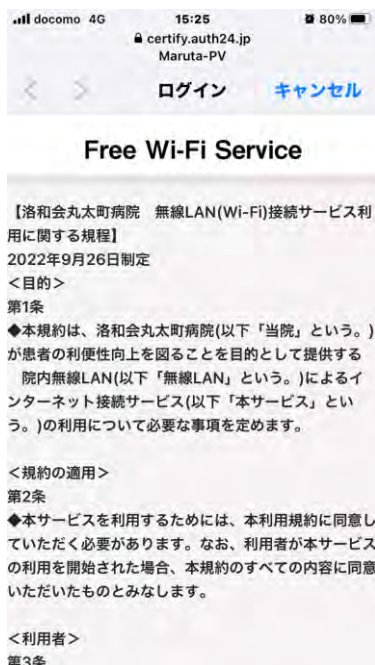 docomo 4G 15:25 80%
certify.auth24.jp
Maruta-PV
ログイン キャンセル
Free Wi-Fi Service
【洛和会丸太町病院　無線LAN(Wi-Fi)接続サービス利
用に関する規程】
2022年9月26日制定
<目的>
第1条
◆本規約は、洛和会丸太町病院(以下「当院」という。)
が患者の利便性向上を図ることを目的として提供する
　院内無線LAN(以下「無線LAN」という。)によるイ
ンターネット接続サービス(以下「本サービス」とい
う。)の利用について必要な事項を定めます。
<規約の適用>
第2条
◆本サービスを利用するためには、本利用規約に同意し
ていただく必要があります。なお、利用者が本サービス
の利用を開始された場合、本規約のすべての内容に同意
いただいたものとみなします。
<利用者>
第3条